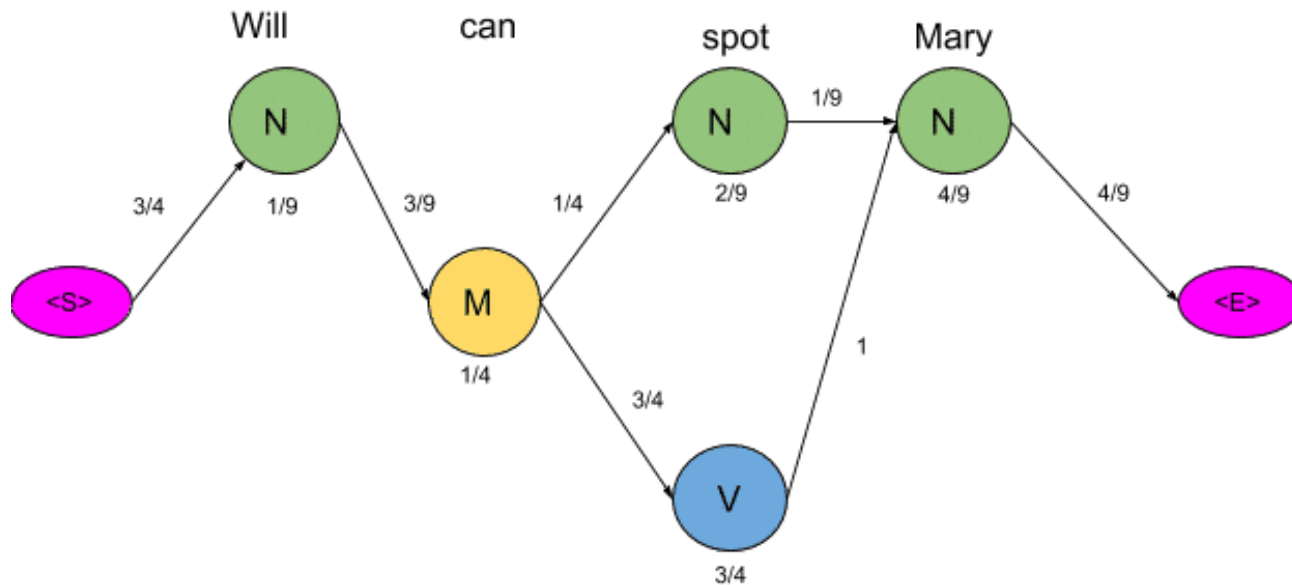 Will can spot Mary
N N N
1/9
3/4 1/9 3/9 1/4 2/9 4/9 4/9
<S> M <E>
1/4 3/4 1
V
3/4